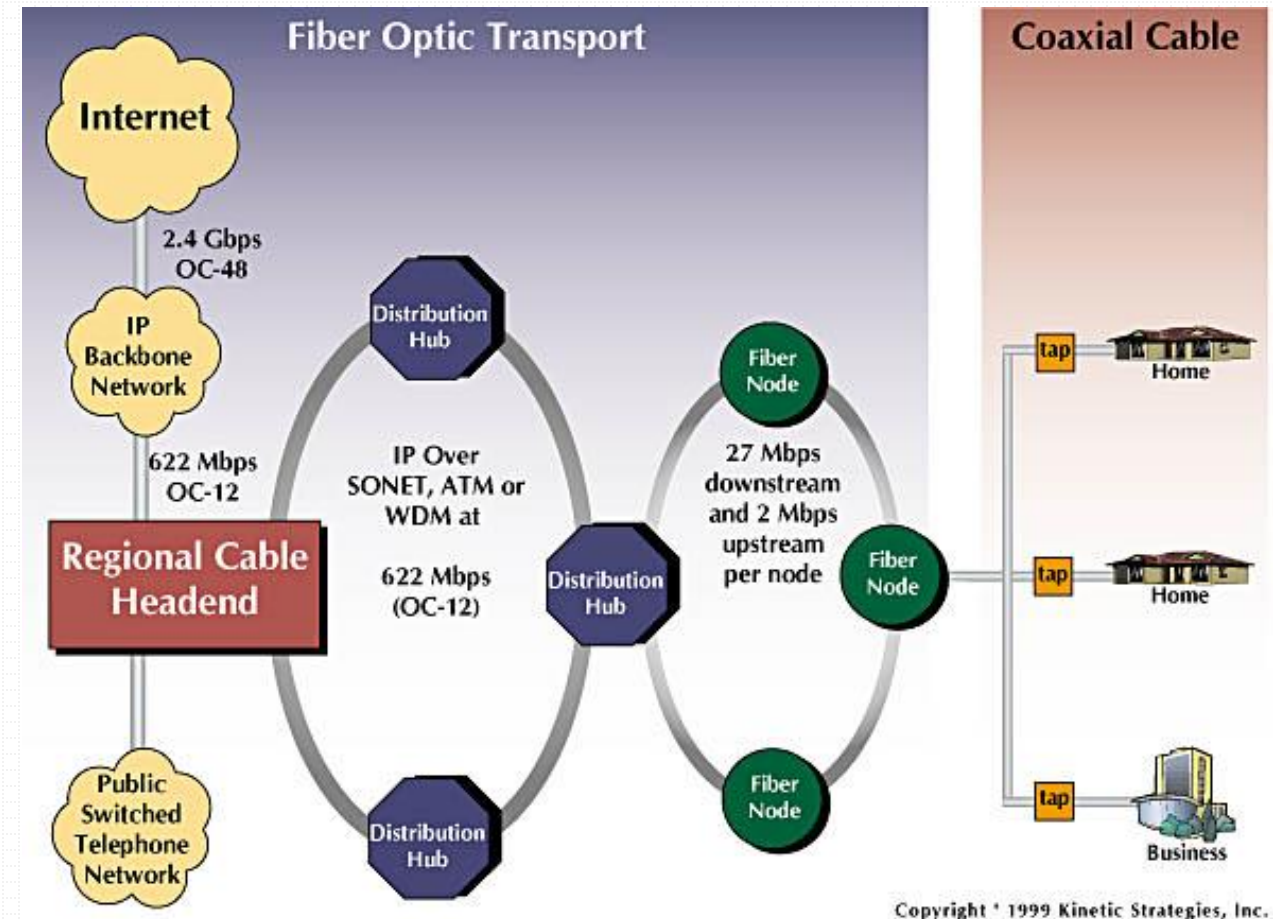 Fiber Optic Transport
Coaxial Cable
Internet
2.4 Gbps
OC-48
IP
Backbone
Network
622 Mbps
OC-12
Regional Cable
Headend
Public
Switched
Telephone
Network
Distribution
Hub
IP Over
SONET, ATM or
WDM at
622 Mbps
(OC-12)
Distribution
Hub
Distribution
Hub
Fiber
Node
27 Mbps
downstream
and 2 Mbps
upstream
per node
Fiber
Node
Fiber
Node
tap
Home
tap
Home
tap
Business
Copyright ' 1999 Kinetic Strategies, Inc.